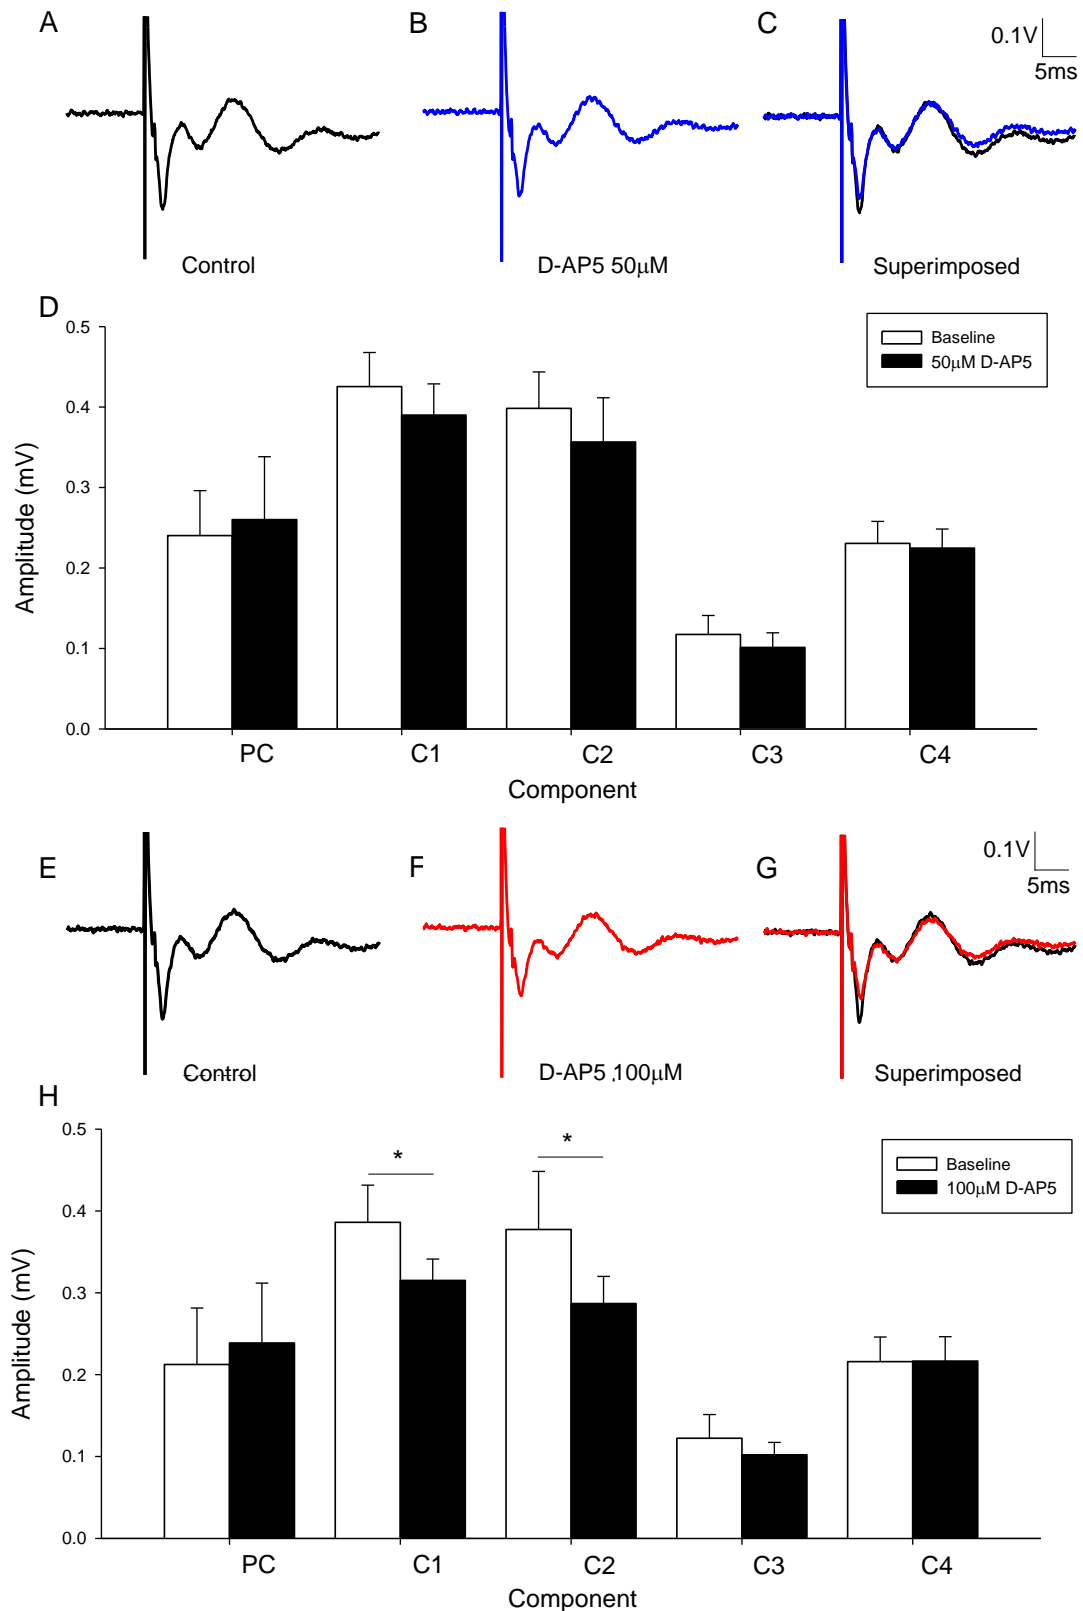 A
B
C
0.1V
5ms
Control
D-AP5 50μM
Superimposed
D
0.5
0.4
0.3
0.2
0.1
0.0
Amplitude (mV)
Baseline
50μM D-AP5
PC C1 C2 C3 C4
Component
E
F
G
0.1V
5ms
Control
D-AP5 100μM
Superimposed
H
0.5
0.4
0.3
0.2
0.1
0.0
Amplitude (mV)
*
*
Baseline
100μM D-AP5
PC C1 C2 C3 C4
Component